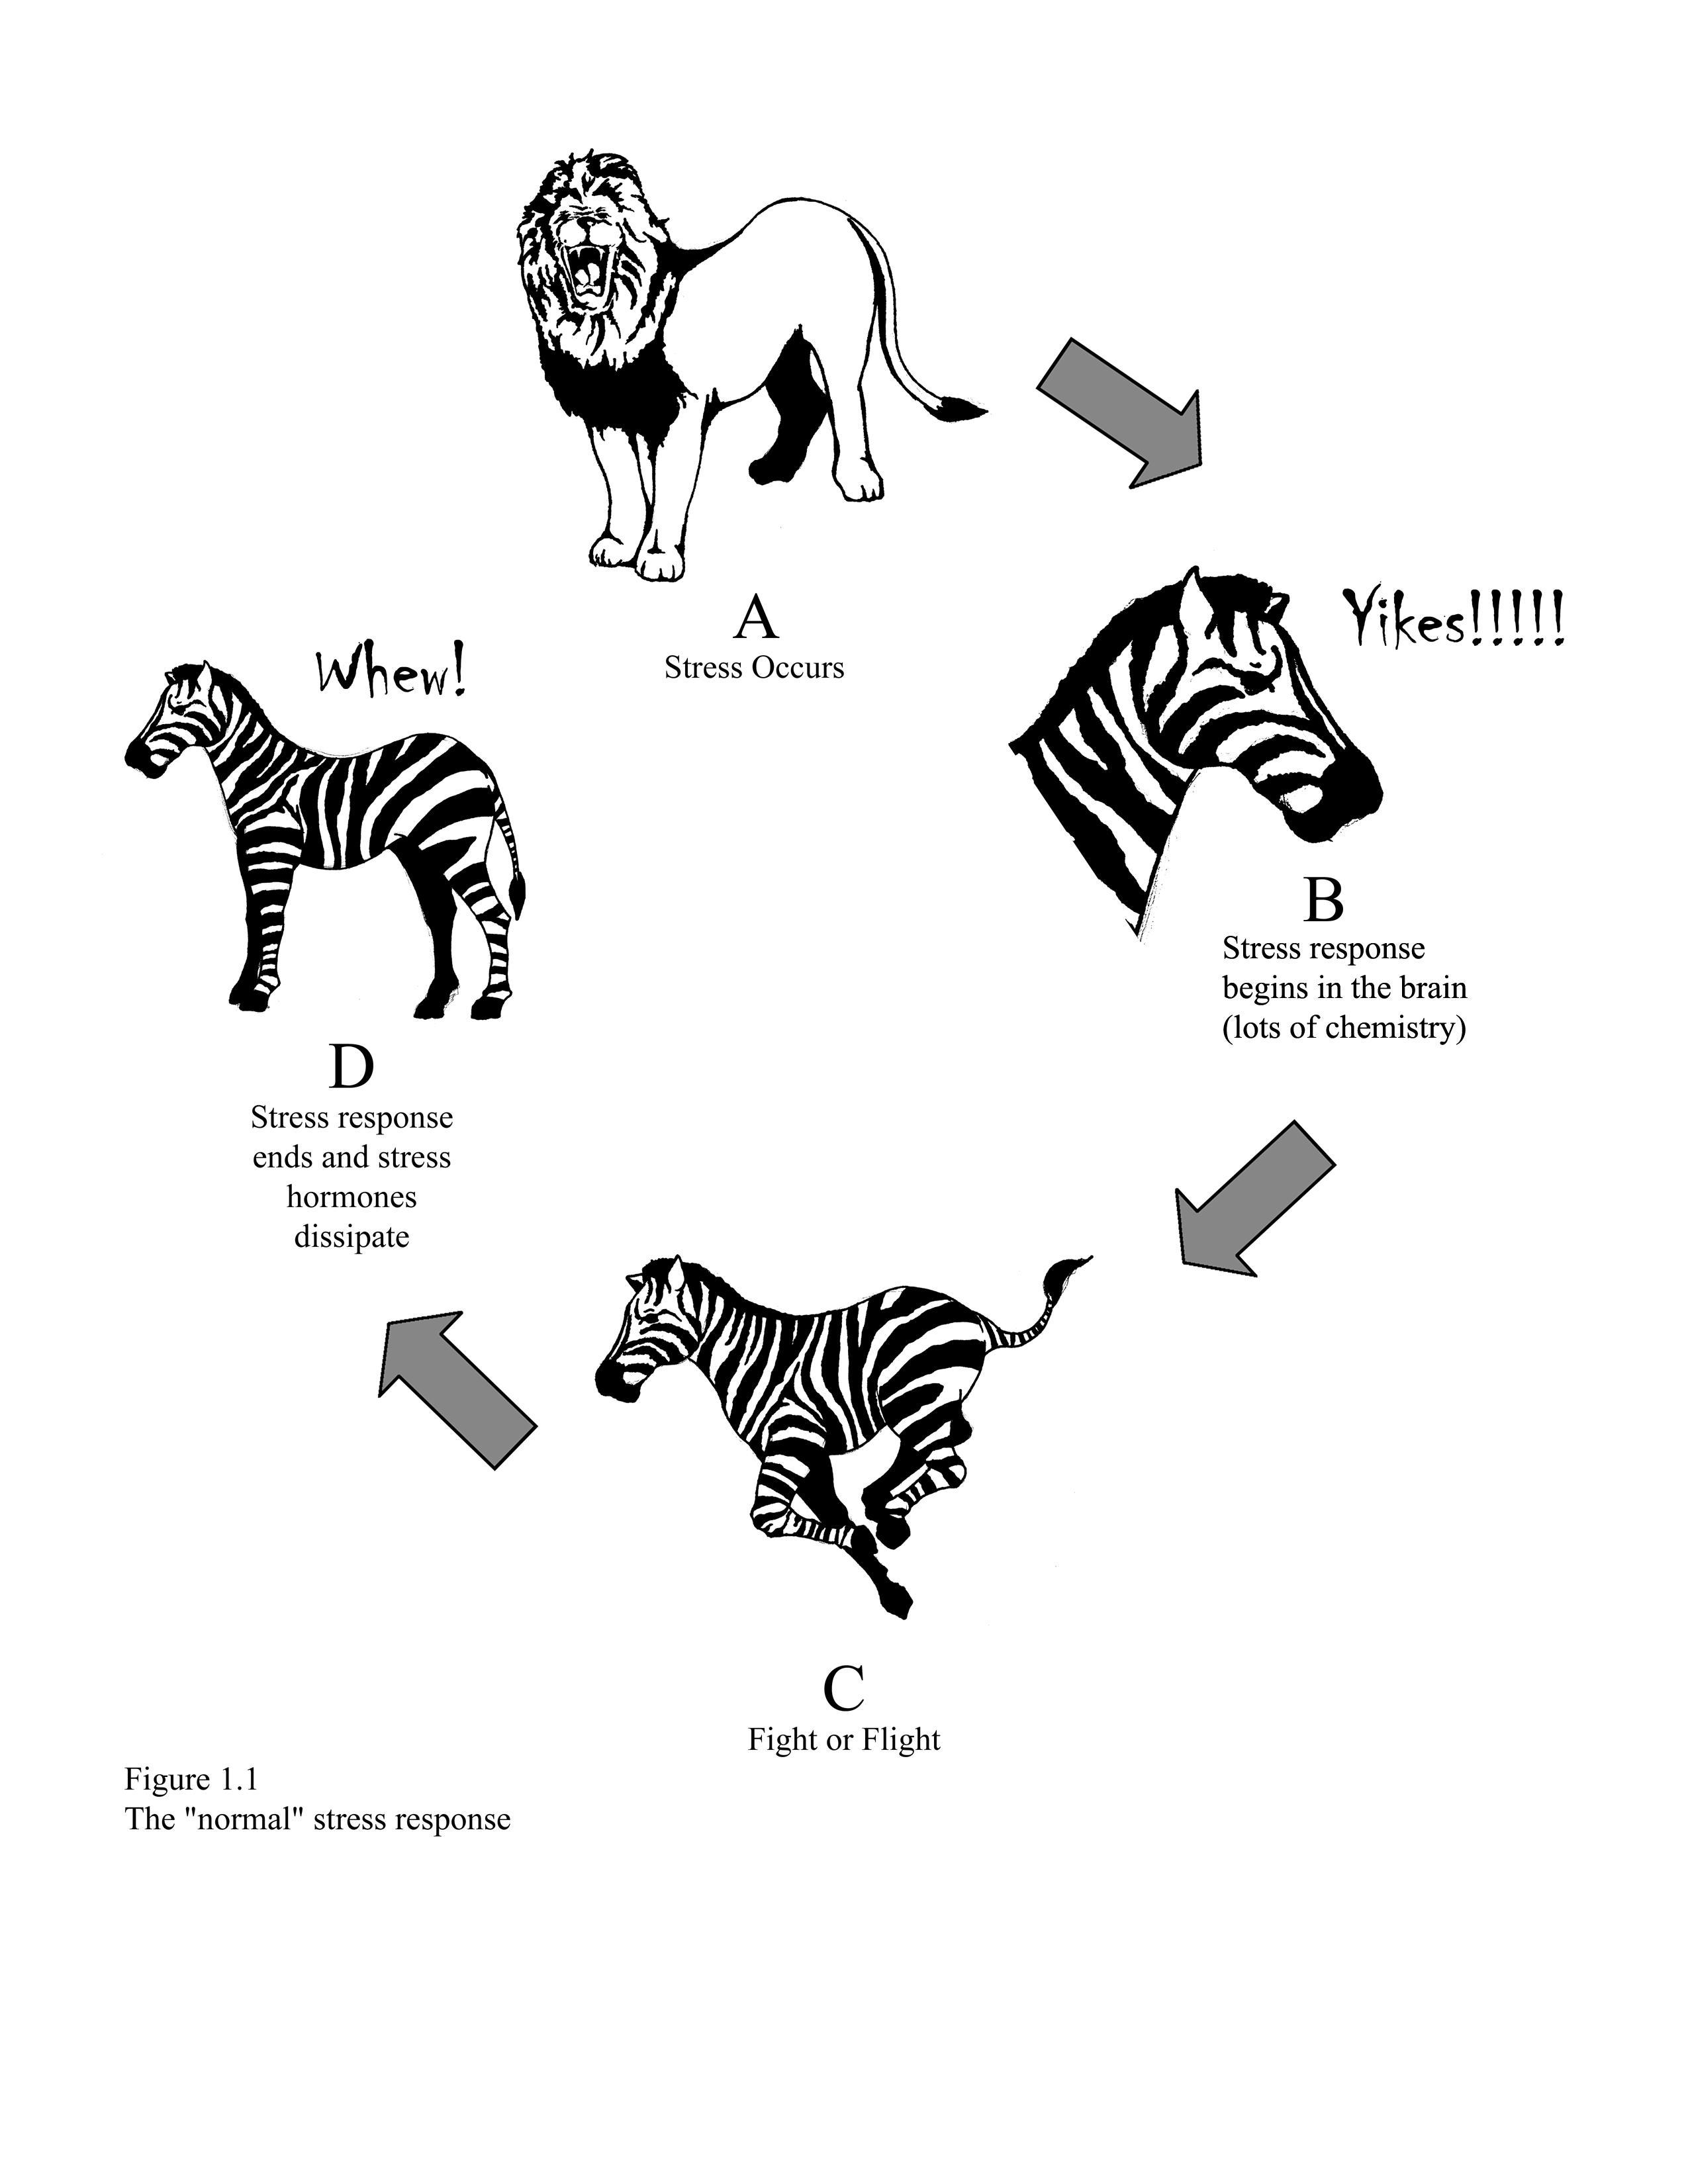 A
Stress Occurs
Yikes!!!!!
B
Stress response
begins in the brain
(lots of chemistry)
C
Fight or Flight
Whew!
D
Stress response
ends and stress
hormones
dissipate
Figure 1.1
The "normal" stress response